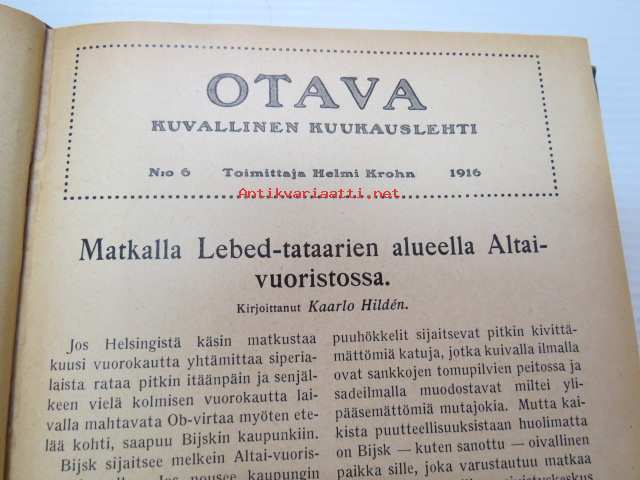 OTAVA
KUVALLINEN KUUKAUSLEHTI
N:o 6 Toimittaja Helmi Krohn 1916
Antikvariaatti.net
Matkalla Lebed-tataarien alueella Altai-
vuoristossa.
Kirjoittanut Kaarlo Hildén.
Jos Helsingistä käsin matkustaa
kuusi vuorokautta yhtämittaa siperia-
laista rataa pitkin itäänpäin ja senjäl-
keen vielä kolmisen vuorokautta lai-
valla mahtavata Ob-virtaa myöten ete-
lää kohti, saapuu Bijskin kaupunkiin.
Bijsk sijaitsee melkein Altai-vuoris-
Jos nousee kaupungin
puuhökkelit sijaitsevat pitkin kivittä-
mättömiä katuja, jotka kuivalla ilmalla
ovat sankkojen tomupilvien peitossa ja
sadeilmalla muodostavat miltei yli-
pääsemättömiä mutajokia. Mutta kai-
kista puutteellisuuksistaan huolimatta
on Bijsk — kuten sanottu — oivallinen
paikka sille, joka varustautuu matkaa